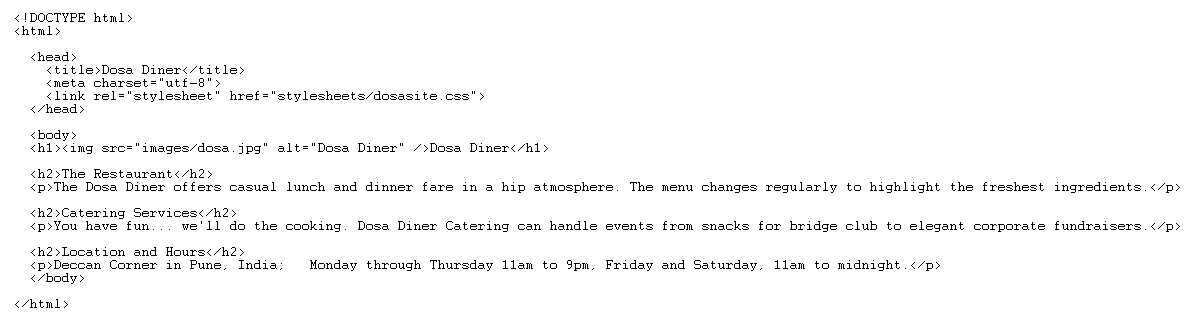 <!DOCTYPE html>
<html>
<head>
<title>Dosa Diner</title>
<meta charset="utf-8">
<link rel="stylesheet" href="stylesheets/dosasite.css">
</head>
<body>
<h1><img src="images/dosa.jpg" alt="Dosa Diner" />Dosa Diner</h1>
<h2>The Restaurant</h2>
<p>The Dosa Diner offers casual lunch and dinner fare in a hip atmosphere. The menu changes regularly to highlight the freshest ingredients.</p>
<h2>Catering Services</h2>
<p>You have fun... we'll do the cooking. Dosa Diner Catering can handle events from snacks for bridge club to elegant corporate fundraisers.</p>
<h2>Location and Hours</h2>
<p>Deccan Corner in Pune, India;   Monday through Thursday 11am to 9pm, Friday and Saturday, 11am to midnight.</p>
</body>
</html>